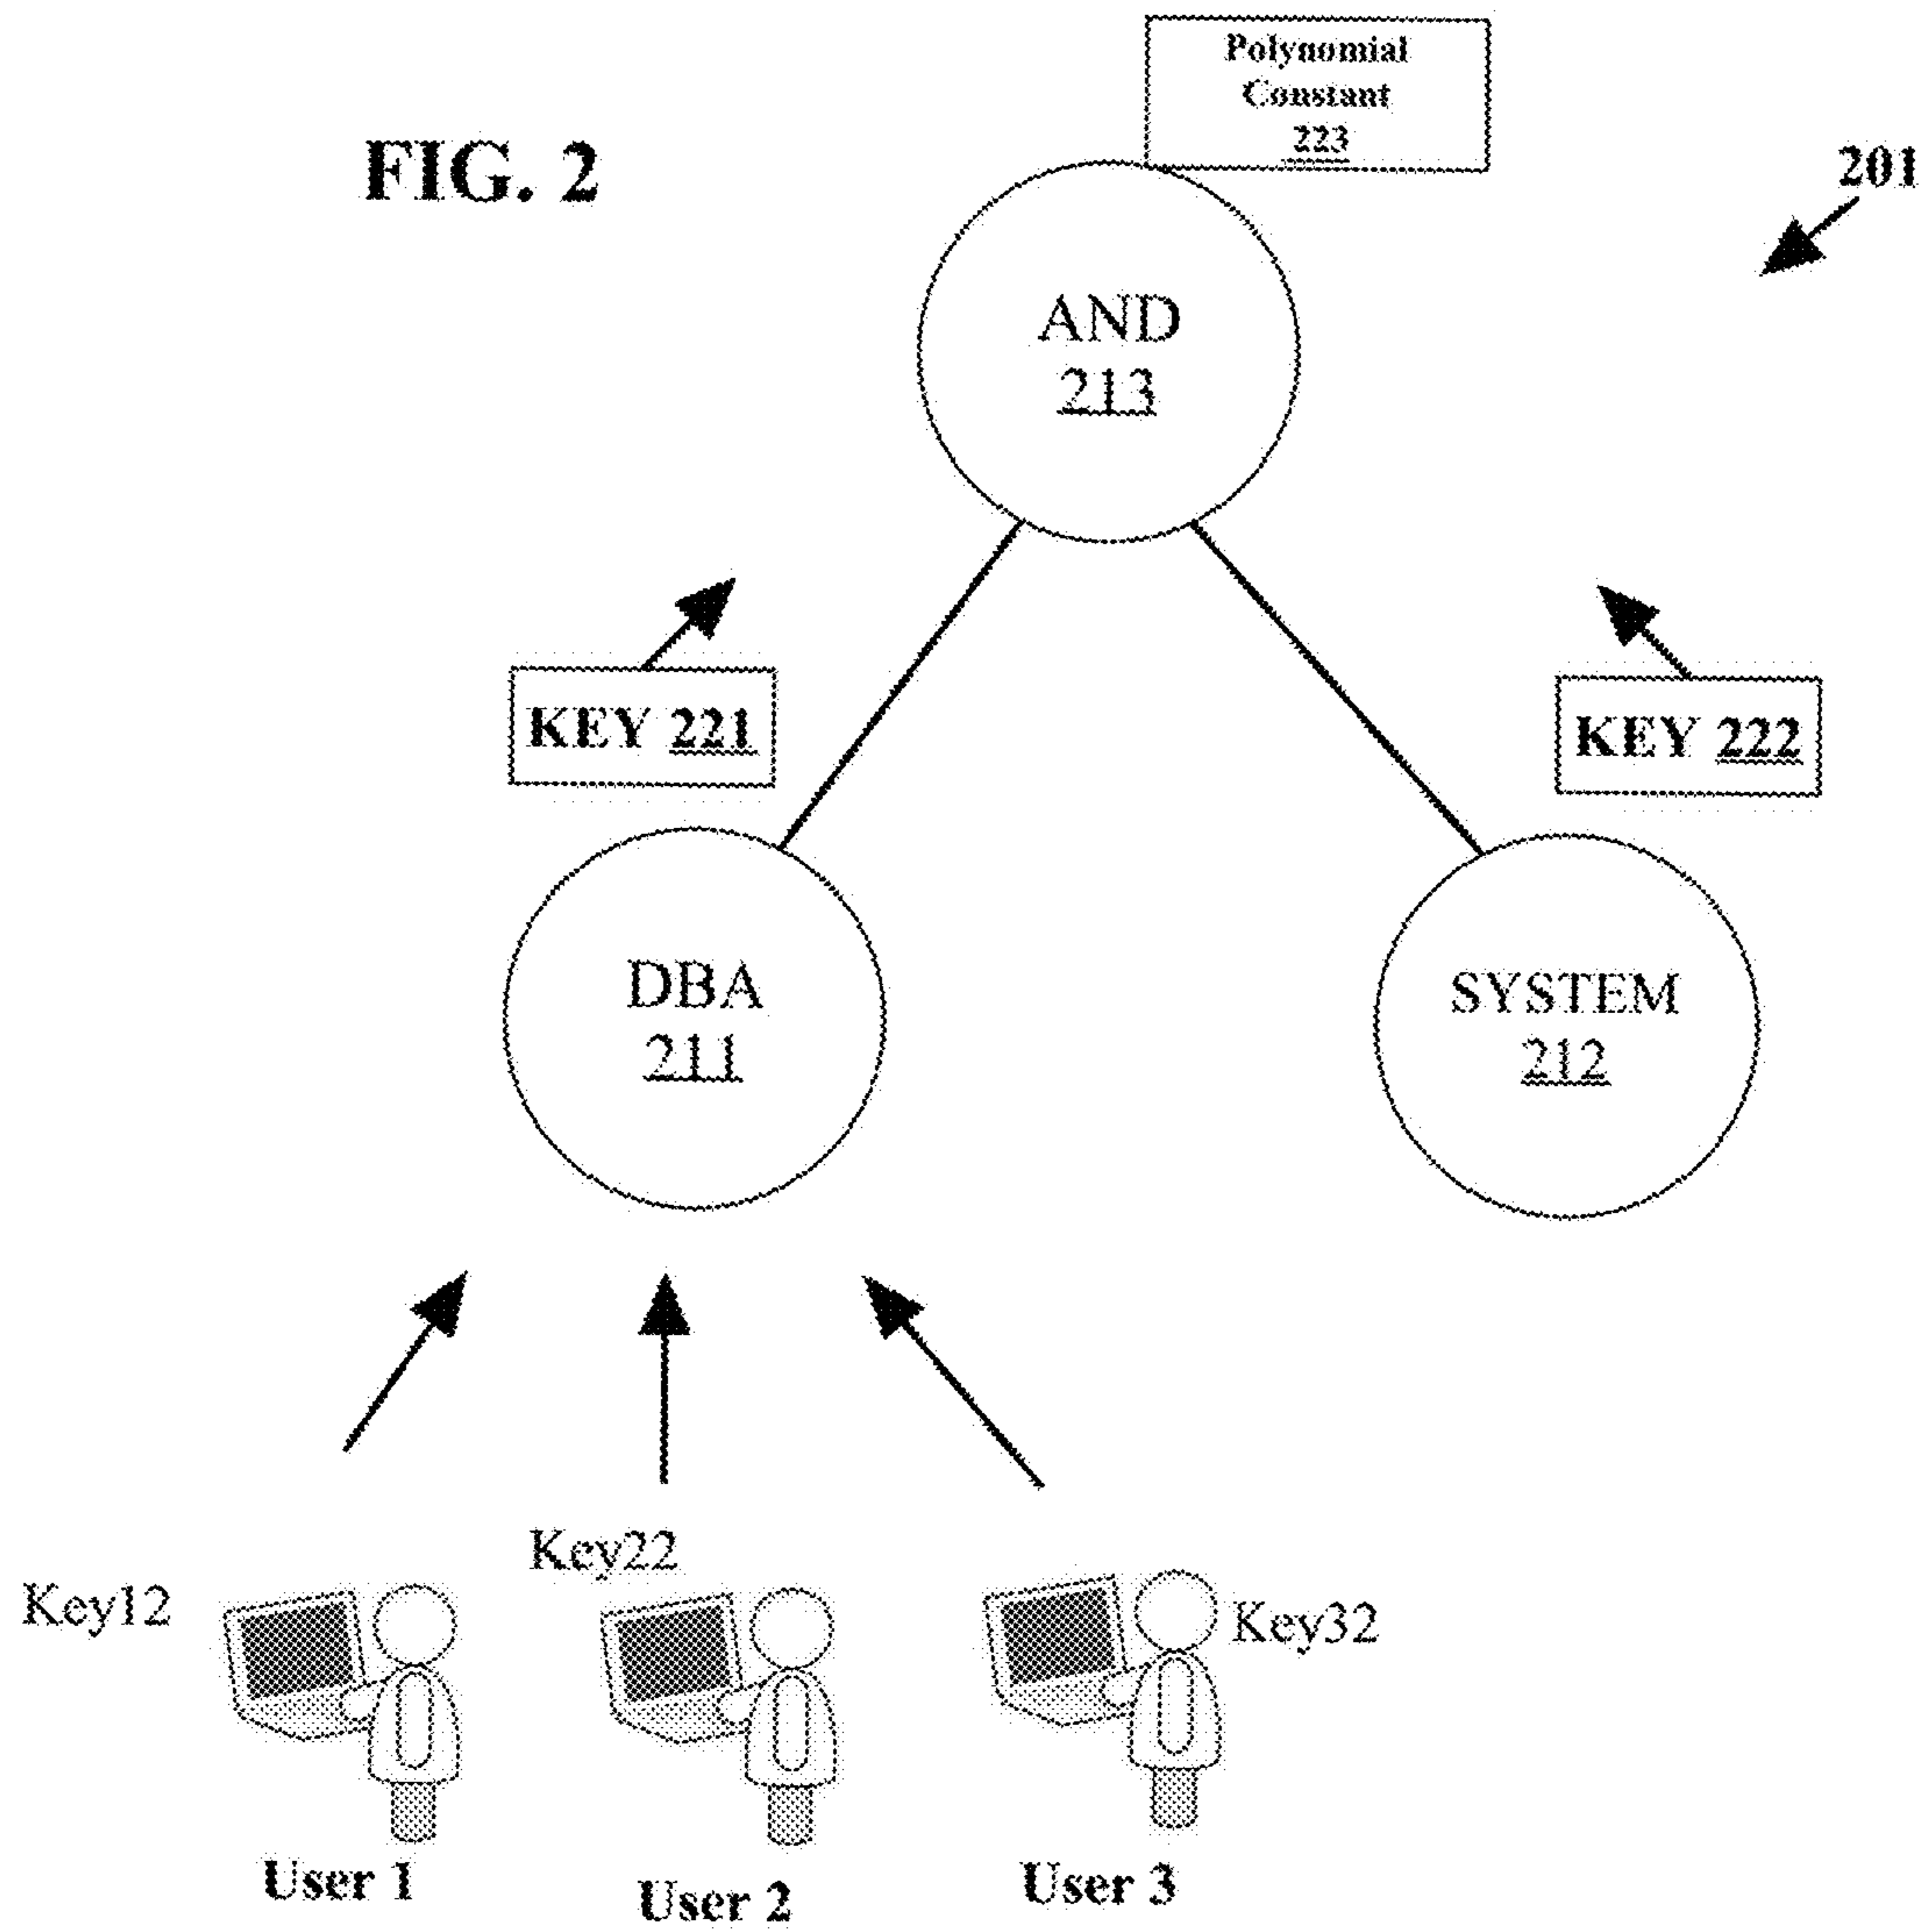 Polynomial
Constant
223
FIG. 2
201
AND
213
KEY 221
KEY 222
DBA
211
SYSTEM
212
Key22
Key12
Key32
User 1
User 2
User 3